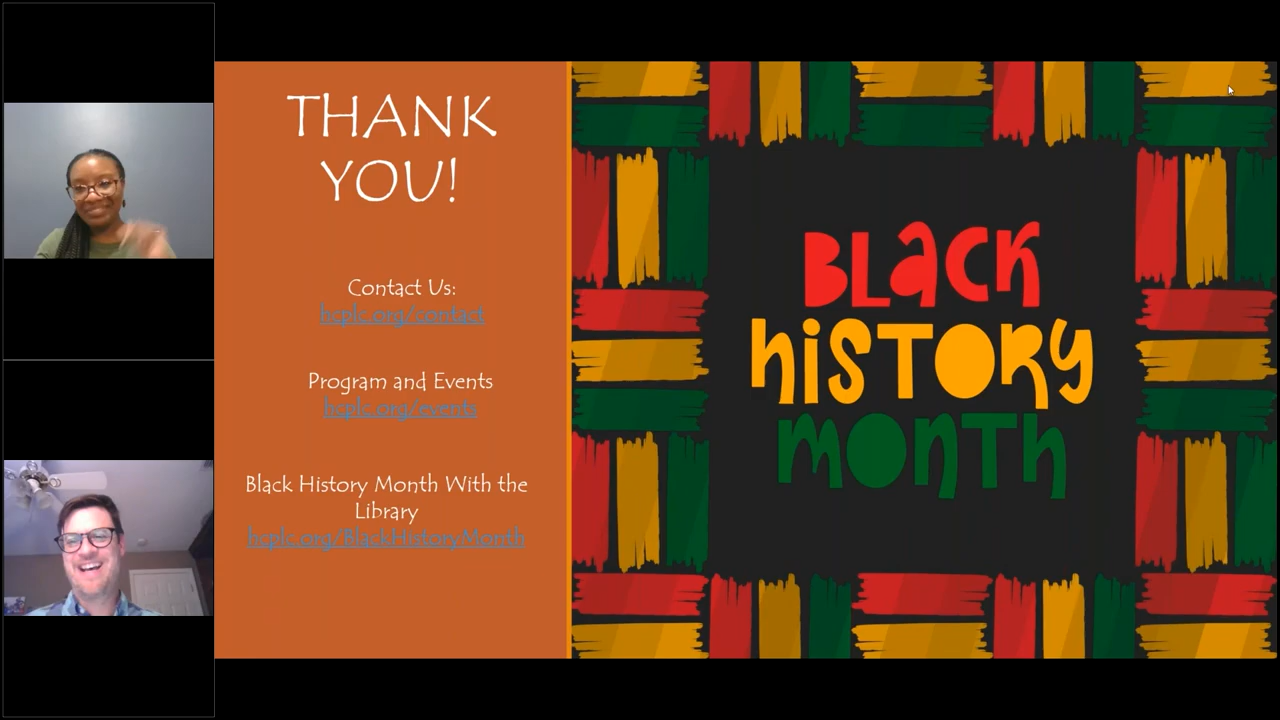 THANK
YOU!
Contact Us:
hcplc.org/contact
Program and Events
hcplc.org/events
Black History Month With the
Library
hcplc.org/BlackHistoryMonth
BLacK
hiSTORy
monTh